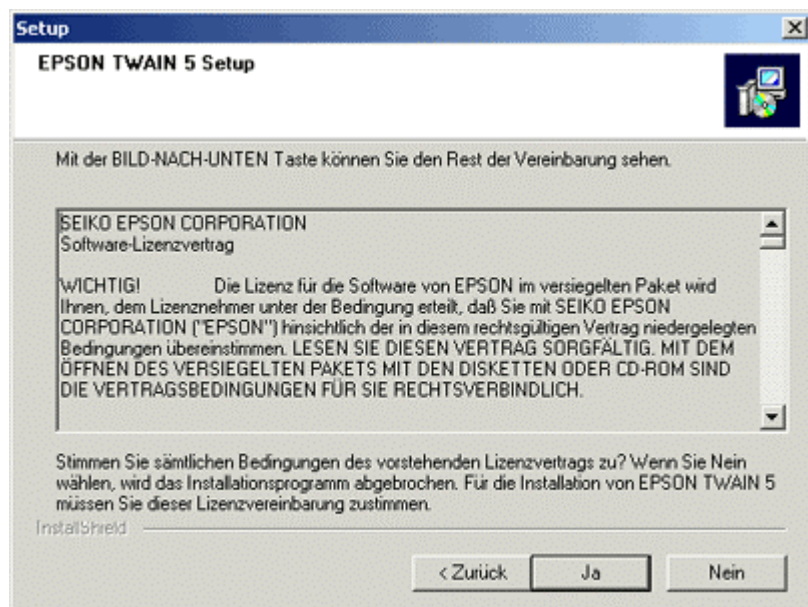 Setup
EPSON TWAIN 5 Setup
Mit der BILD-NACH-UNTEN Taste können Sie den Rest der Vereinbarung sehen.
SEIKO EPSON CORPORATION
Software-Lizenzvertrag
WICHTIG! Die Lizenz für die Software von EPSON im versiegelten Paket wird
Ihnen, dem Lizenznehmer unter der Bedingung erteilt, daß Sie mit SEIKO EPSON
CORPORATION ("EPSON") hinsichtlich der in diesem rechtsgültigen Vertrag niedergelegten
Bedingungen übereinstimmen. LESEN SIE DIESEN VERTRAG SORGFÄLTIG. MIT DEM
ÖFFNEN DES VERSIEGELTEN PAKETS MIT DEN DISKETTEN ODER CD-ROM SIND
DIE VERTRAGSBEDINGUNGEN FÜR SIE RECHTSVERBINDLICH.
Stimmen Sie sämtlichen Bedingungen des vorstehenden Lizenzvertrags zu? Wenn Sie Nein
wählen, wird das Installationsprogramm abgebrochen. Für die Installation von EPSON TWAIN 5
müssen Sie dieser Lizenzvereinbarung zustimmen.
InstallShield
< Zurück Ja Nein